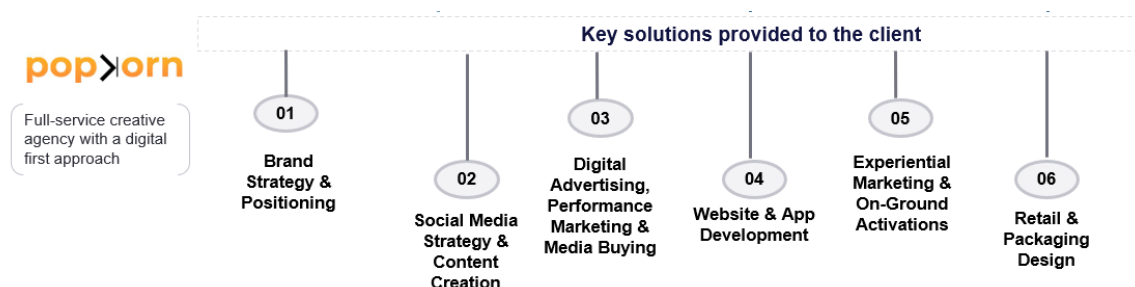 Key solutions provided to the client
popkorn
Full-service creative
agency with a digital
first approach
01
Brand
Strategy &
Positioning
02
Social Media
Strategy &
Content
Creation
03
Digital
Advertising,
Performance
Marketing &
Media Buying
04
Website & App
Development
05
Experiential
Marketing &
On-Ground
Activations
06
Retail &
Packaging
Design